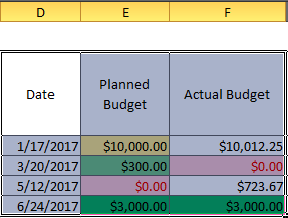 D E F
Date Planned Budget Actual Budget
1/17/2017 $10,000.00 $10,012.25
3/20/2017 $300.00 $0.00
5/12/2017 $0.00 $723.67
6/24/2017 $3,000.00 $3,000.00